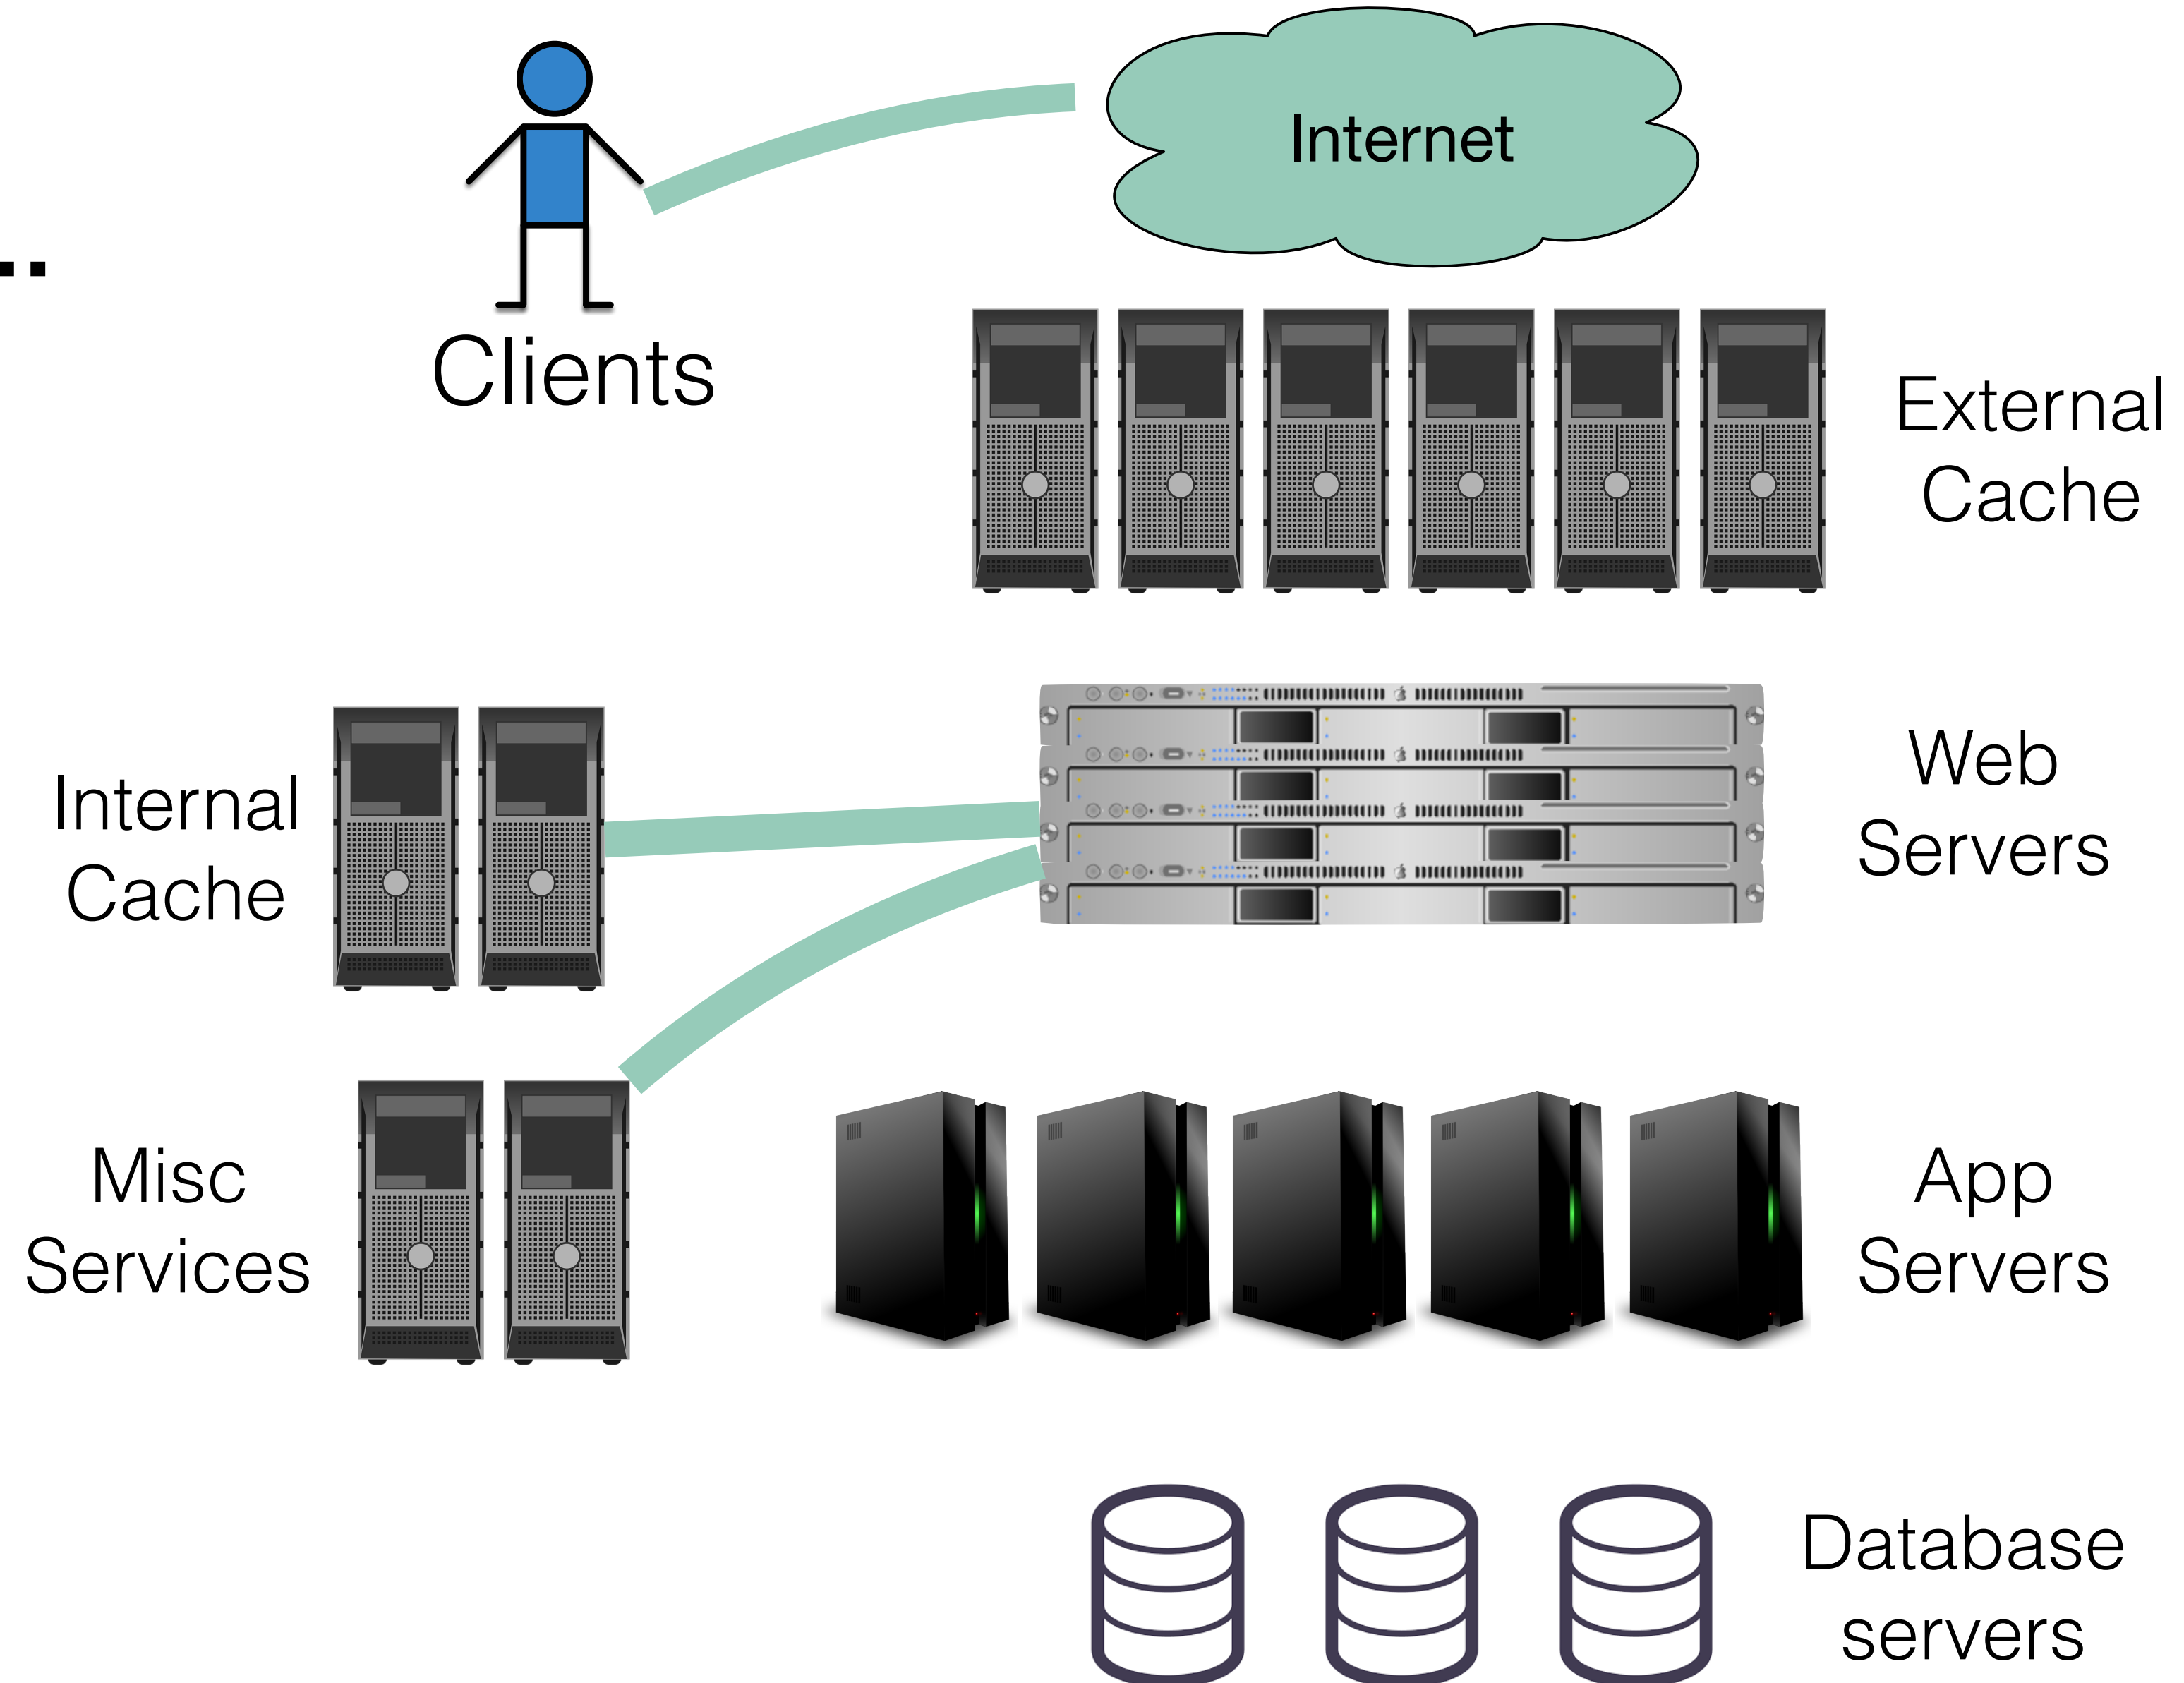 ..
Internet
Clients
External
Cache
Web
Servers
Internal
Cache
Misc
Services
App
Servers
Database
servers